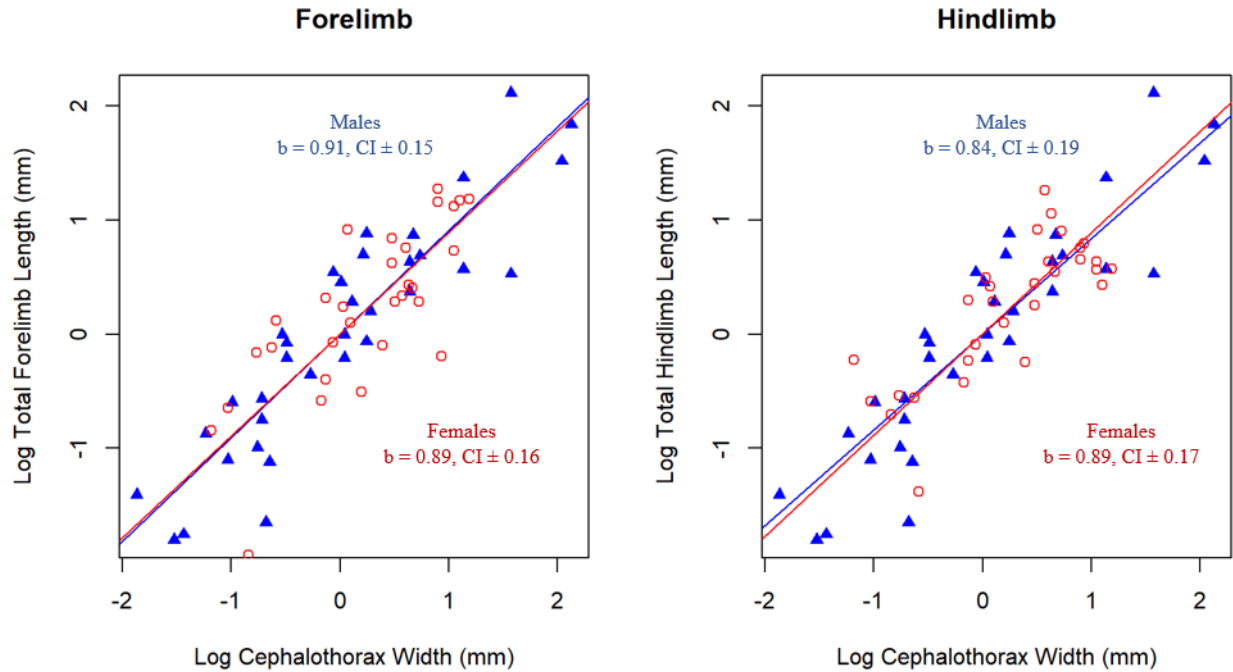 Forelimb
Log Total Forelimb Length (mm)
2
1
0
-1
Males
b = 0.91, CI ± 0.15
Females
b = 0.89, CI ± 0.16
-2
-1
0
1
2
Log Cephalothorax Width (mm)
Hindlimb
Log Total Hindlimb Length (mm)
2
1
0
-1
Males
b = 0.84, CI ± 0.19
Females
b = 0.89, CI ± 0.17
-2
-1
0
1
2
Log Cephalothorax Width (mm)